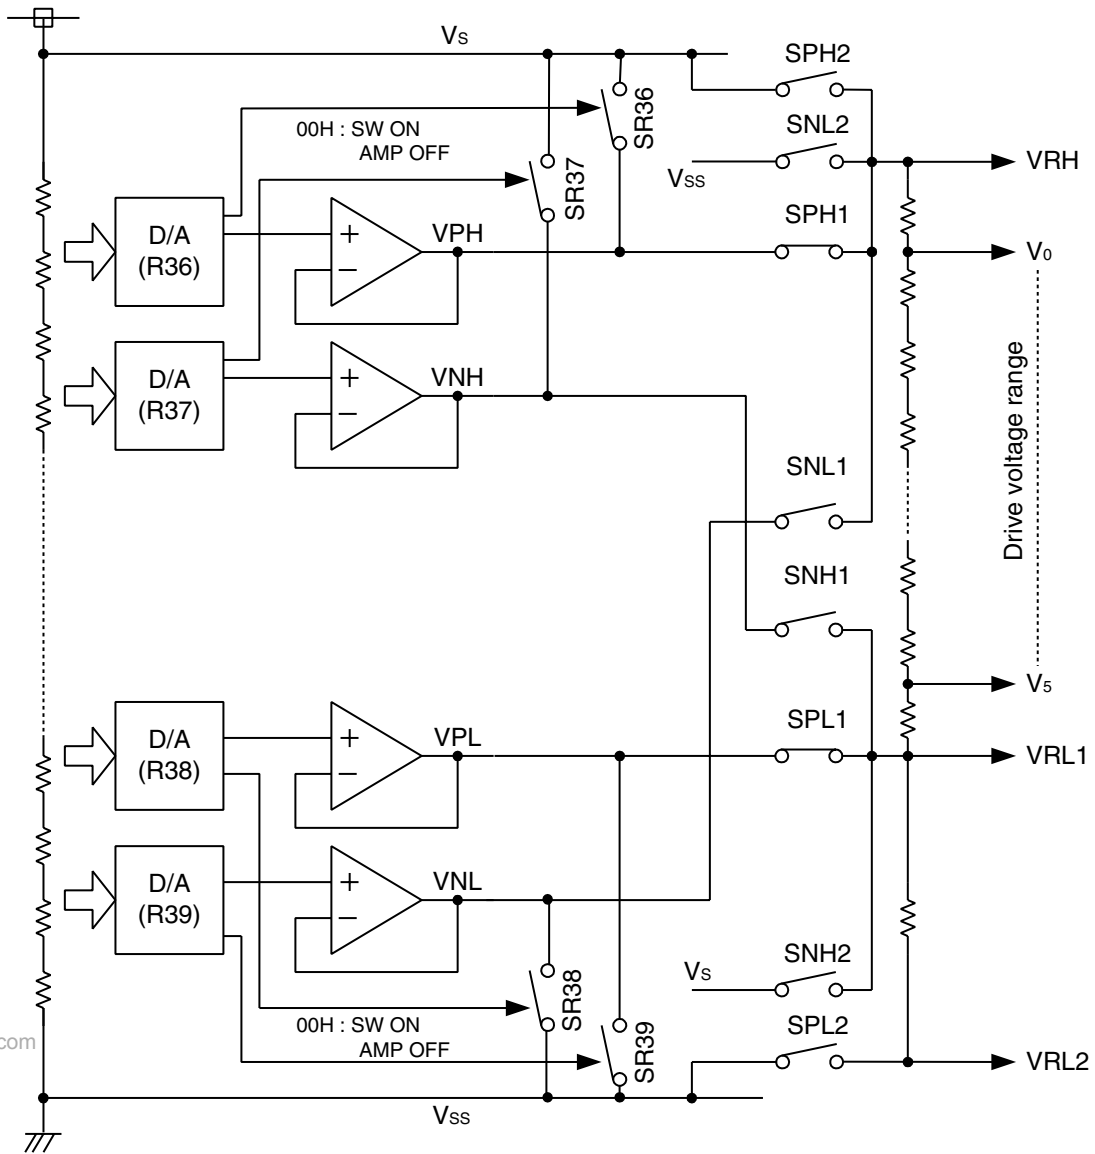 VS
SPH2
00H : SW ON
AMP OFF
SR36
SNL2
VSS
VRH
SR37
D/A
(R36)
+
−
VPH
SPH1
V0
D/A
(R37)
+
−
VNH
Drive voltage range
SNL1
SNH1
V5
D/A
(R38)
+
−
VPL
SPL1
VRL1
D/A
(R39)
+
−
VNL
SNH2
VS
SR38
00H : SW ON
AMP OFF
SR39
SPL2
VRL2
com
VSS